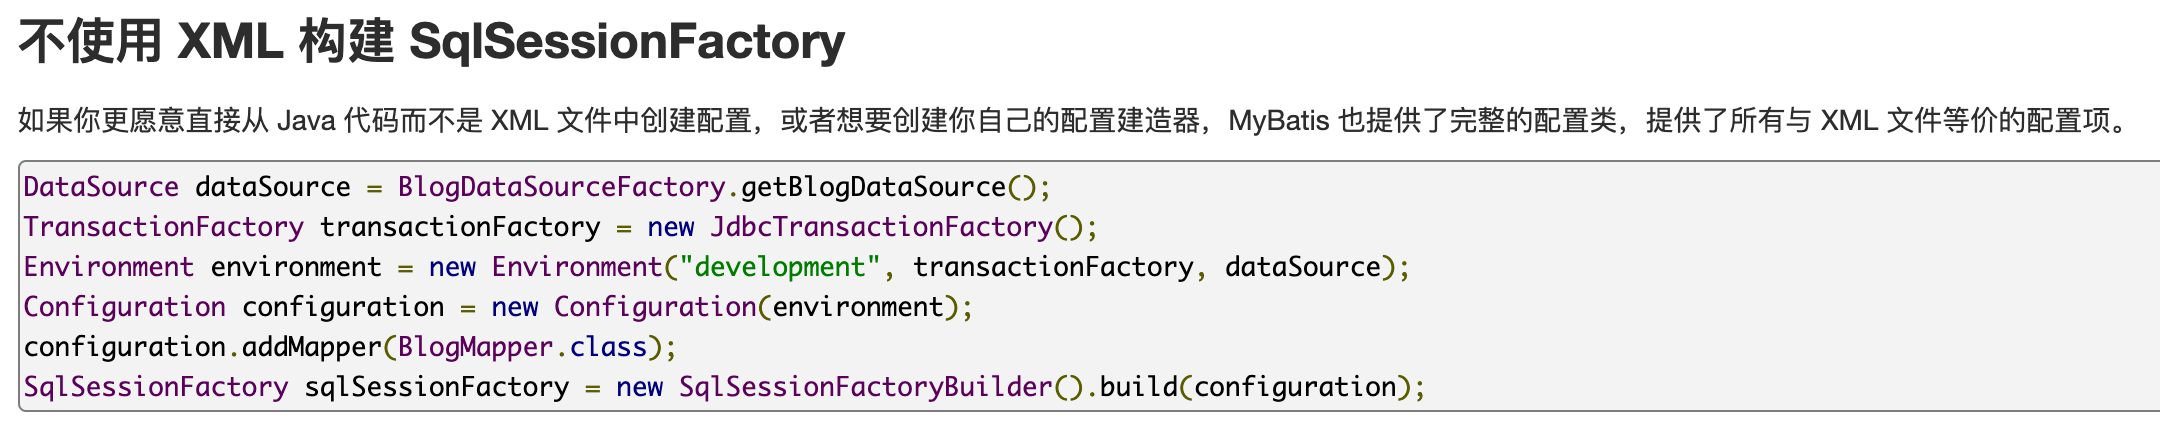 不使用 XML 构建 SqlSessionFactory
如果你更愿意直接从 Java 代码而不是 XML 文件中创建配置，或者想要创建你自己的配置建造器，MyBatis 也提供了完整的配置类，提供了所有与 XML 文件等价的配置项。
DataSource dataSource = BlogDataSourceFactory.getBlogDataSource();
TransactionFactory transactionFactory = new JdbcTransactionFactory();
Environment environment = new Environment("development", transactionFactory, dataSource);
Configuration configuration = new Configuration(environment);
configuration.addMapper(BlogMapper.class);
SqlSessionFactory sqlSessionFactory = new SqlSessionFactoryBuilder().build(configuration);